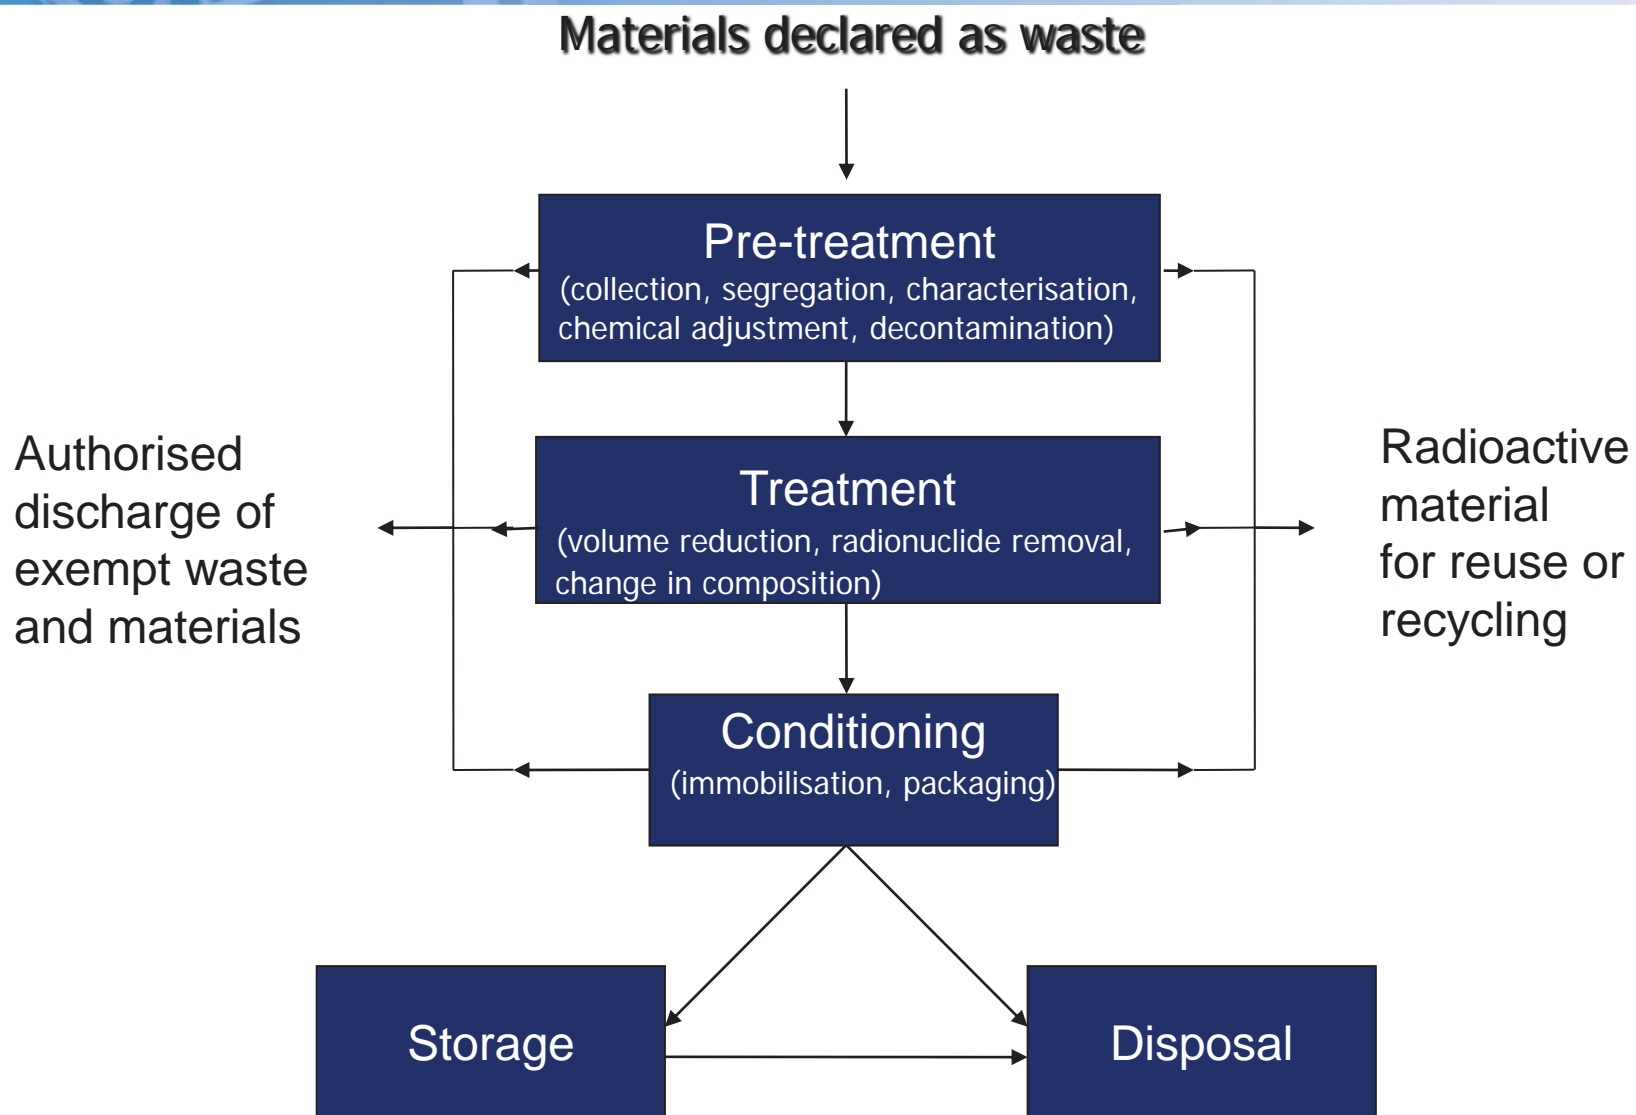 Materials declared as waste
Pre-treatment
(collection, segregation, characterisation,
chemical adjustment, decontamination)
Authorised
discharge of
exempt waste
and materials
Treatment
(volume reduction, radionuclide removal,
change in composition)
Radioactive
material
for reuse or
recycling
Conditioning
(immobilisation, packaging)
Storage
Disposal